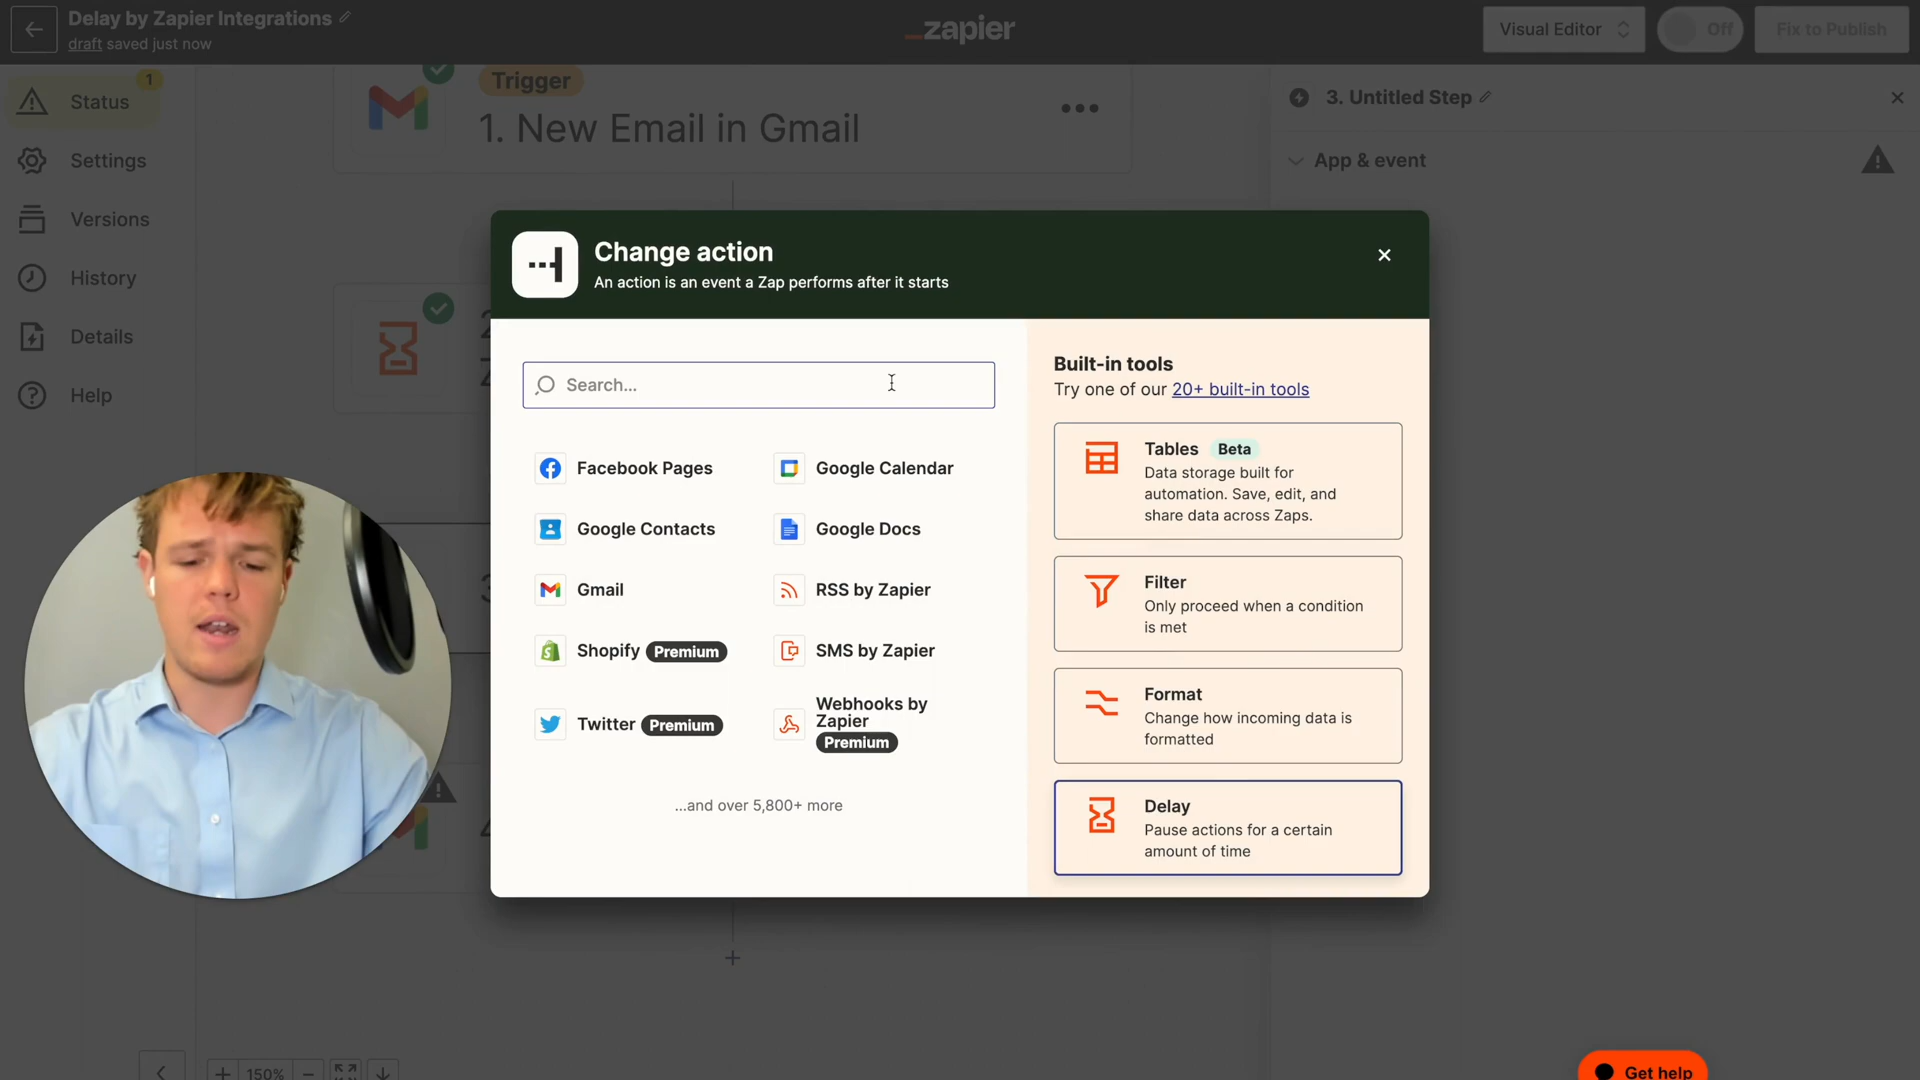 Delay by Zapier Integrations
draft saved just now
zapier
Visual Editor
Off
Fix to Publish
Status
1
Settings
Versions
History
Details
Help
Trigger
1. New Email in Gmail
3. Untitled Step
App & event
Change action
An action is an event a Zap performs after it starts
Search...
Facebook Pages
Google Calendar
Google Contacts
Google Docs
Gmail
RSS by Zapier
Shopify Premium
SMS by Zapier
Twitter Premium
Webhooks by
Zapier
Premium
...and over 5,800+ more
Built-in tools
Try one of our 20+ built-in tools
Tables Beta
Data storage built for
automation. Save, edit, and
share data across Zaps.
Filter
Only proceed when a condition
is met
Format
Change how incoming data is
formatted
Delay
Pause actions for a certain
amount of time
150%
Get help